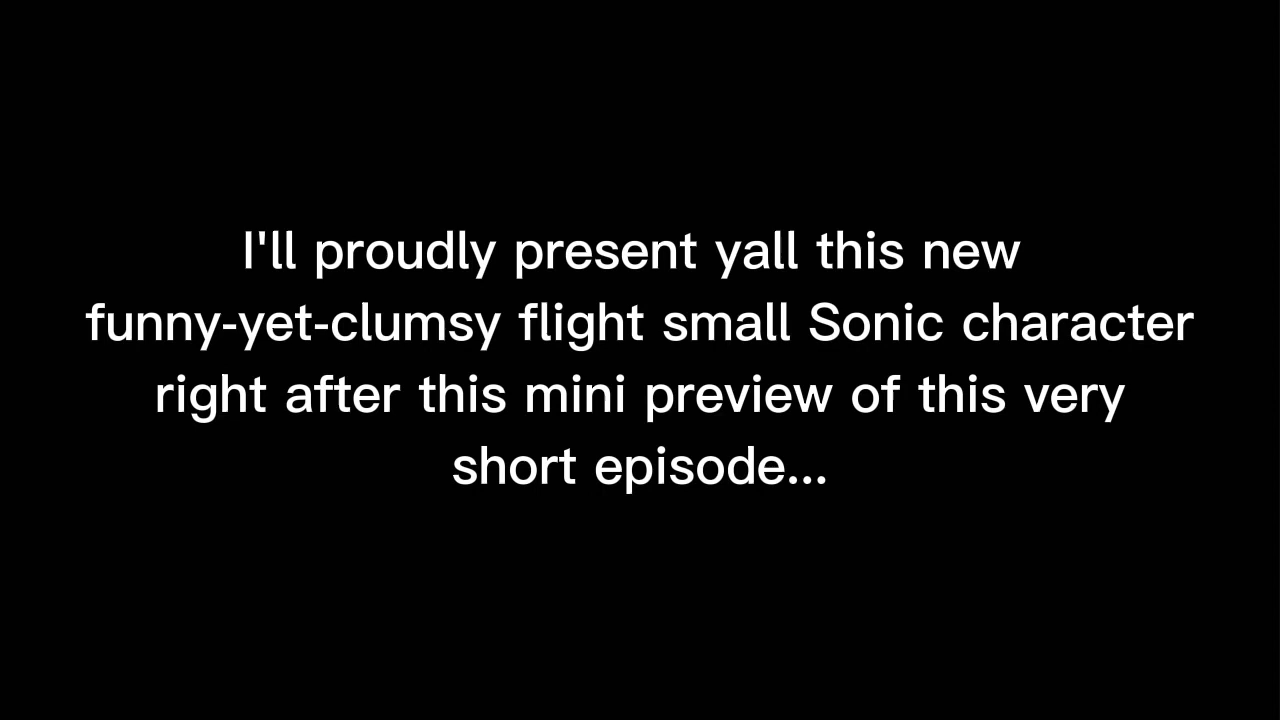 I'll proudly present yall this new
funny-yet-clumsy flight small Sonic character
right after this mini preview of this very
short episode...